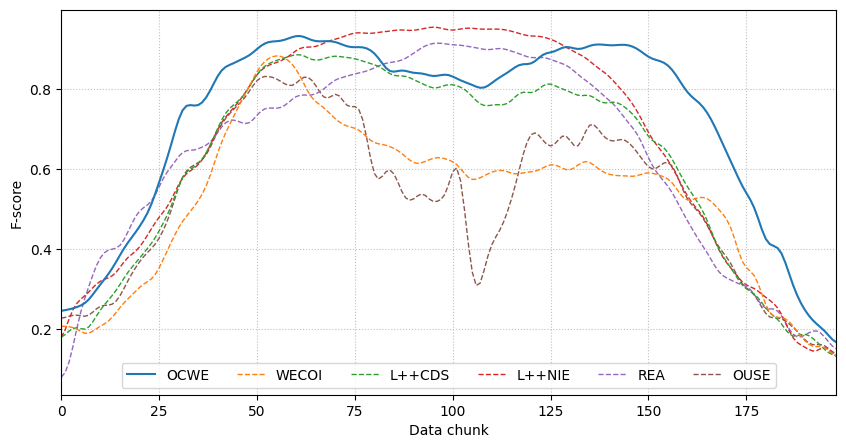 F-score
0.8
0.6
0.4
0.2
OCWE WECOI L++CDS L++NIE REA OUSE
0 25 50 75 100 125 150 175
Data chunk